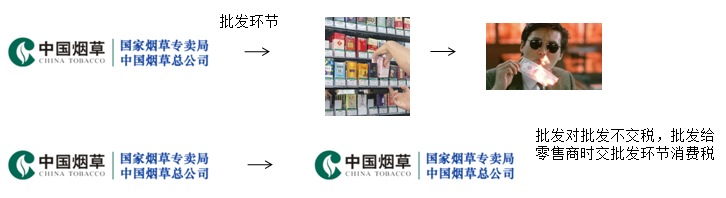 批发环节
中国烟草
CHINA TOBACCO
国家烟草专卖局
中国烟草总公司
中国烟草
CHINA TOBACCO
国家烟草专卖局
中国烟草总公司
中国烟草
CHINA TOBACCO
国家烟草专卖局
中国烟草总公司
批发对批发不交税，批发给
零售商时交批发环节消费税